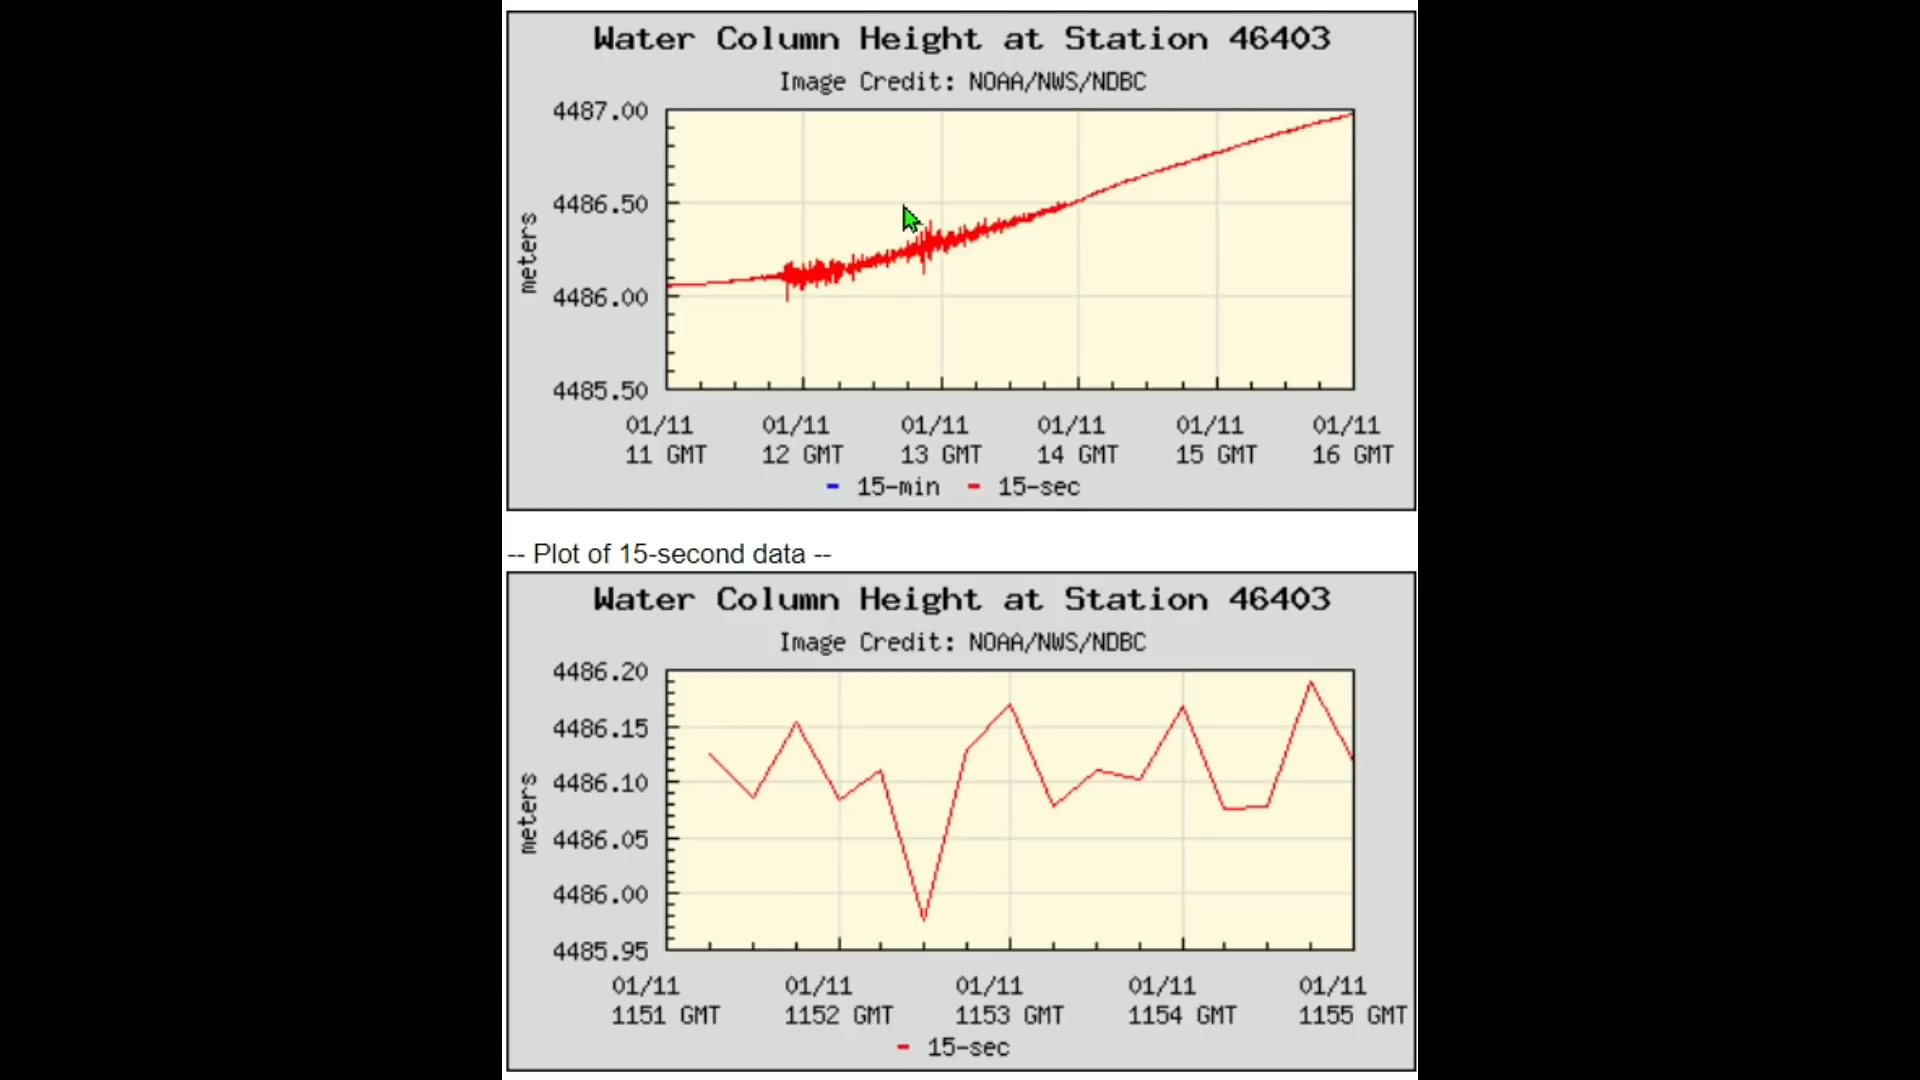 Water Column Height at Station 46403
Image Credit: NOAA/NWS/NDBC
4487.00
4486.50
4486.00
4485.50
meters
01/11 01/11 01/11 01/11 01/11 01/11
11 GMT 12 GMT 13 GMT 14 GMT 15 GMT 16 GMT
15-min 15-sec
-- Plot of 15-second data --
Water Column Height at Station 46403
Image Credit: NOAA/NWS/NDBC
4486.20
4486.15
4486.10
4486.05
4486.00
4485.95
meters
01/11 01/11 01/11 01/11 01/11
1151 GMT 1152 GMT 1153 GMT 1154 GMT 1155 GMT
15-sec